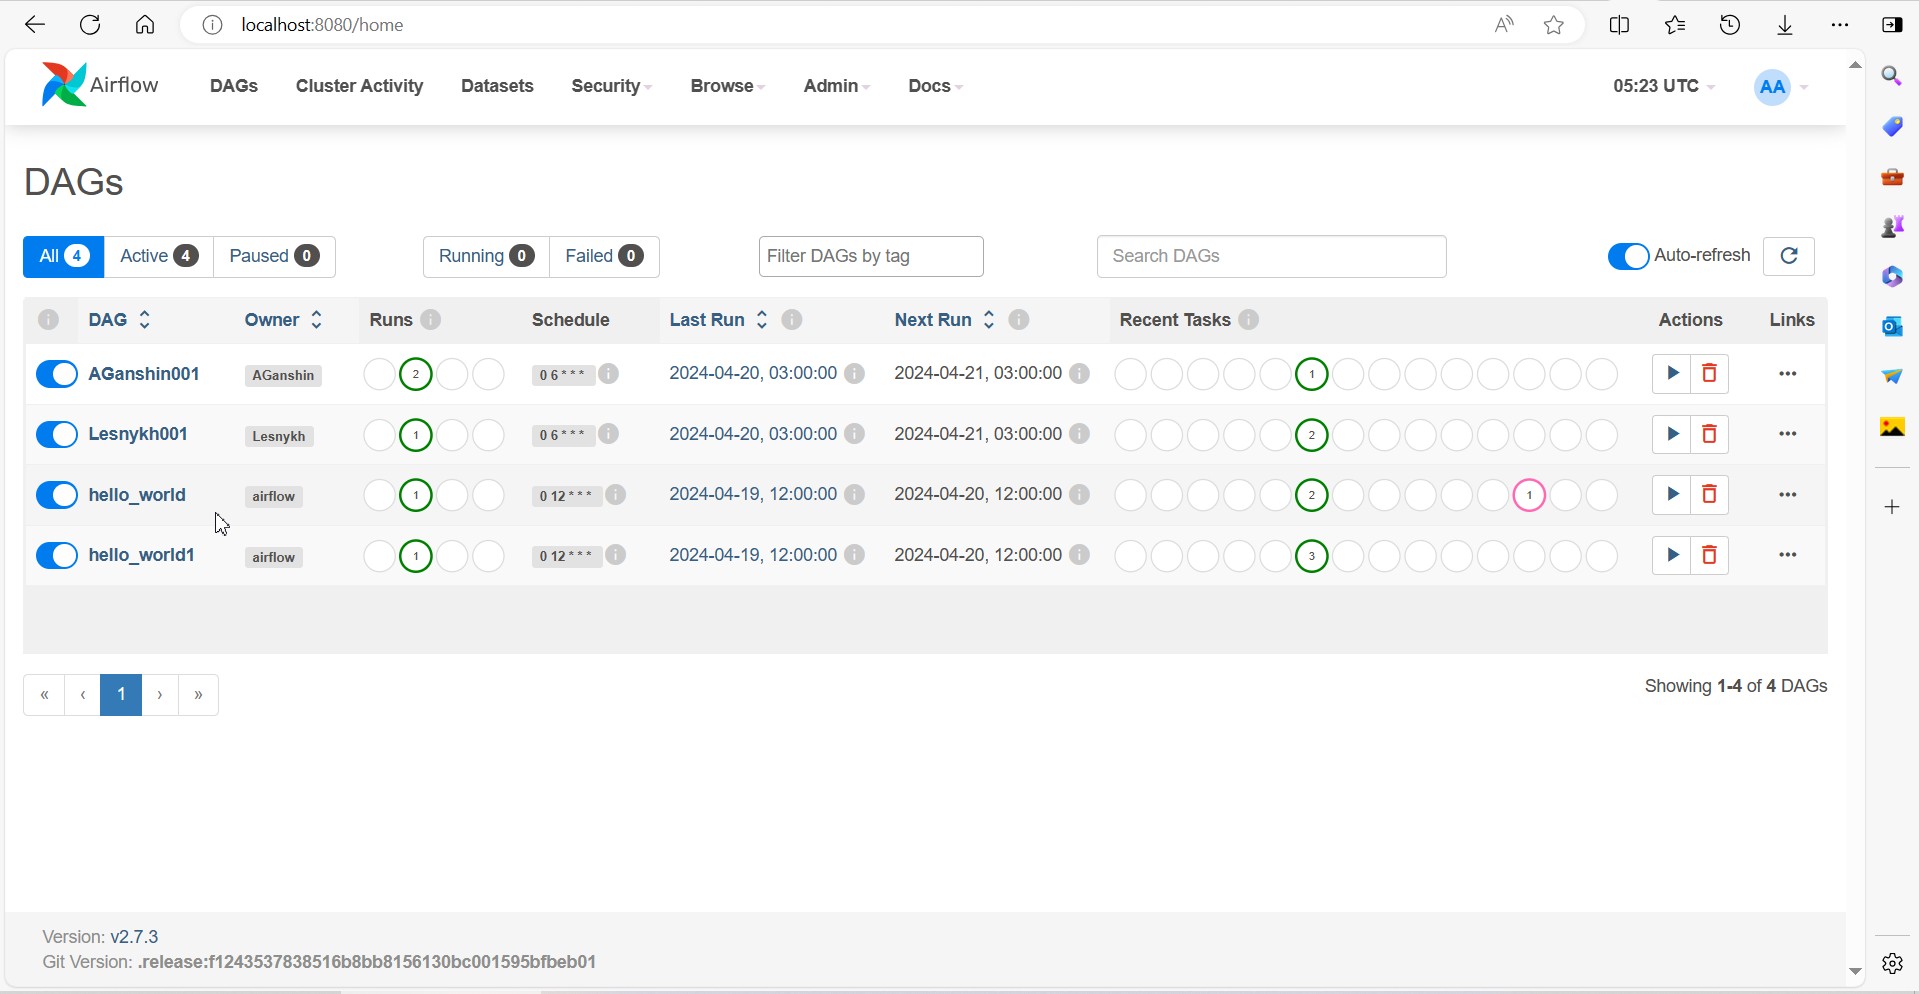 localhost:8080/home
Airflow DAGs Cluster Activity Datasets Security Browse Admin Docs 05:23 UTC AA
DAGs
All 4 Active 4 Paused 0 Running 0 Failed 0 Filter DAGs by tag Search DAGs Auto-refresh
DAG Owner Runs Schedule Last Run Next Run Recent Tasks Actions Links
AGanshin001 AGanshin 2 0 6 * * * 2024-04-20, 03:00:00 2024-04-21, 03:00:00 1
Lesnykh001 Lesnykh 1 0 6 * * * 2024-04-20, 03:00:00 2024-04-21, 03:00:00 2
hello_world airflow 1 0 12 * * * 2024-04-19, 12:00:00 2024-04-20, 12:00:00 2 1
hello_world1 airflow 1 0 12 * * * 2024-04-19, 12:00:00 2024-04-20, 12:00:00 3
« ‹ 1 › » Showing 1-4 of 4 DAGs
Version: v2.7.3
Git Version: .release:f1243537838516b8bb8156130bc001595bfbeb01